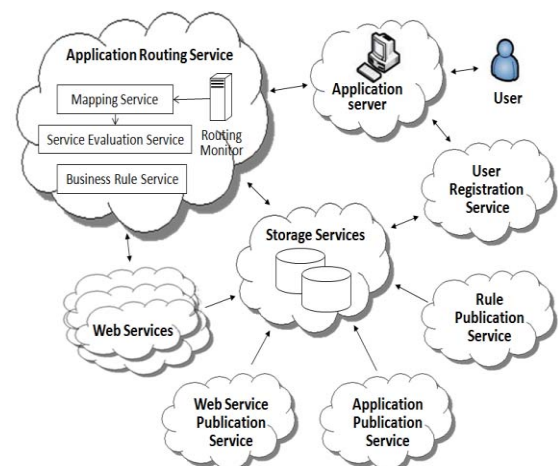 Application Routing Service
Mapping Service
Service Evaluation Service
Routing
Monitor
Business Rule Service
Application
server
User
User
Registration
Service
Storage Services
Web Services
Rule
Publication
Service
Web Service
Publication
Service
Application
Publication
Service